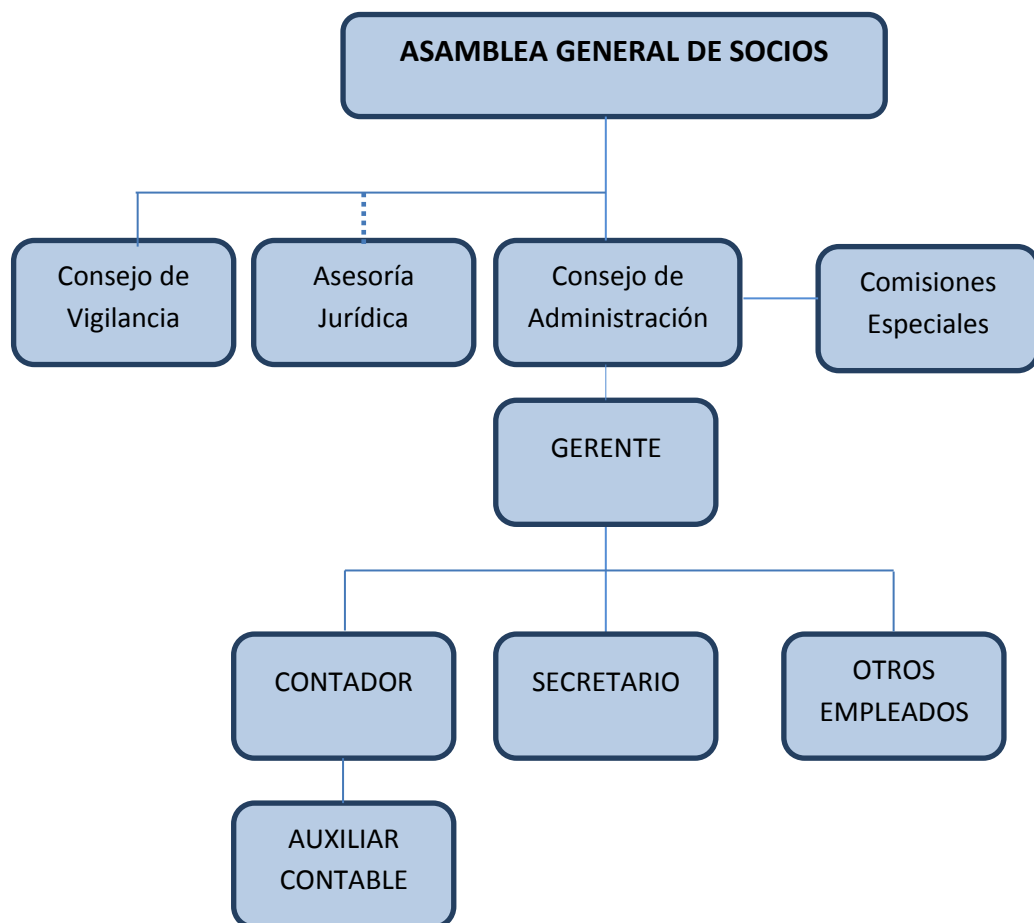 ASAMBLEA GENERAL DE SOCIOS
Consejo de
Vigilancia
Asesoría
Jurídica
Consejo de
Administración
Comisiones
Especiales
GERENTE
CONTADOR
SECRETARIO
OTROS
EMPLEADOS
AUXILIAR
CONTABLE